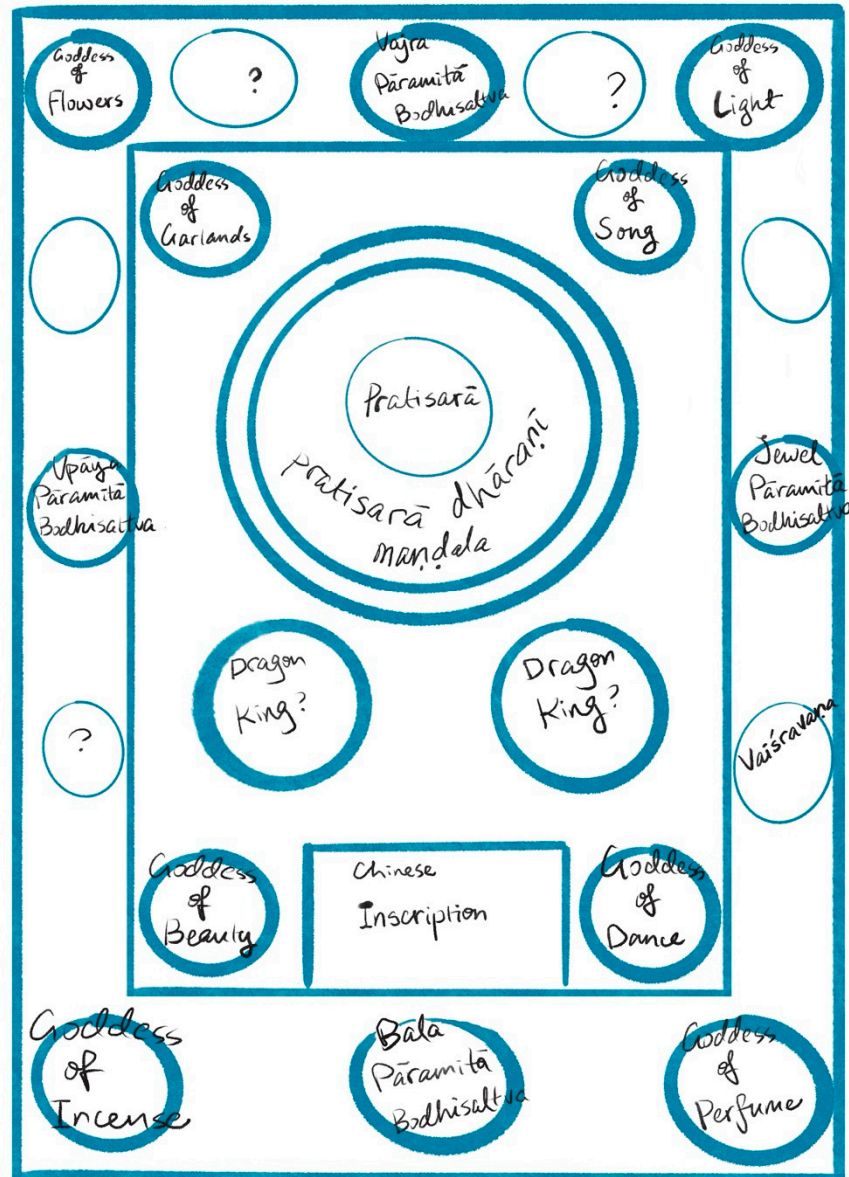 Goddess
of
Flowers
?
Vajra
Pāramitā
Bodhisattva
?
Goddess
of
Light
Goddess
of
Garlands
Goddess
of
Song
Pratisarā
Pratisarā dhāraṇī
maṇḍala
Upāya
Pāramitā
Bodhisattva
Jewel
Pāramitā
Bodhisattva
Dragon
King?
Dragon
King?
?
Vaiśravaṇa
Goddess
of
Beauty
Chinese
Inscription
Goddess
of
Dance
Goddess
of
Incense
Bala
Pāramitā
Bodhisattva
Goddess
of
Perfume